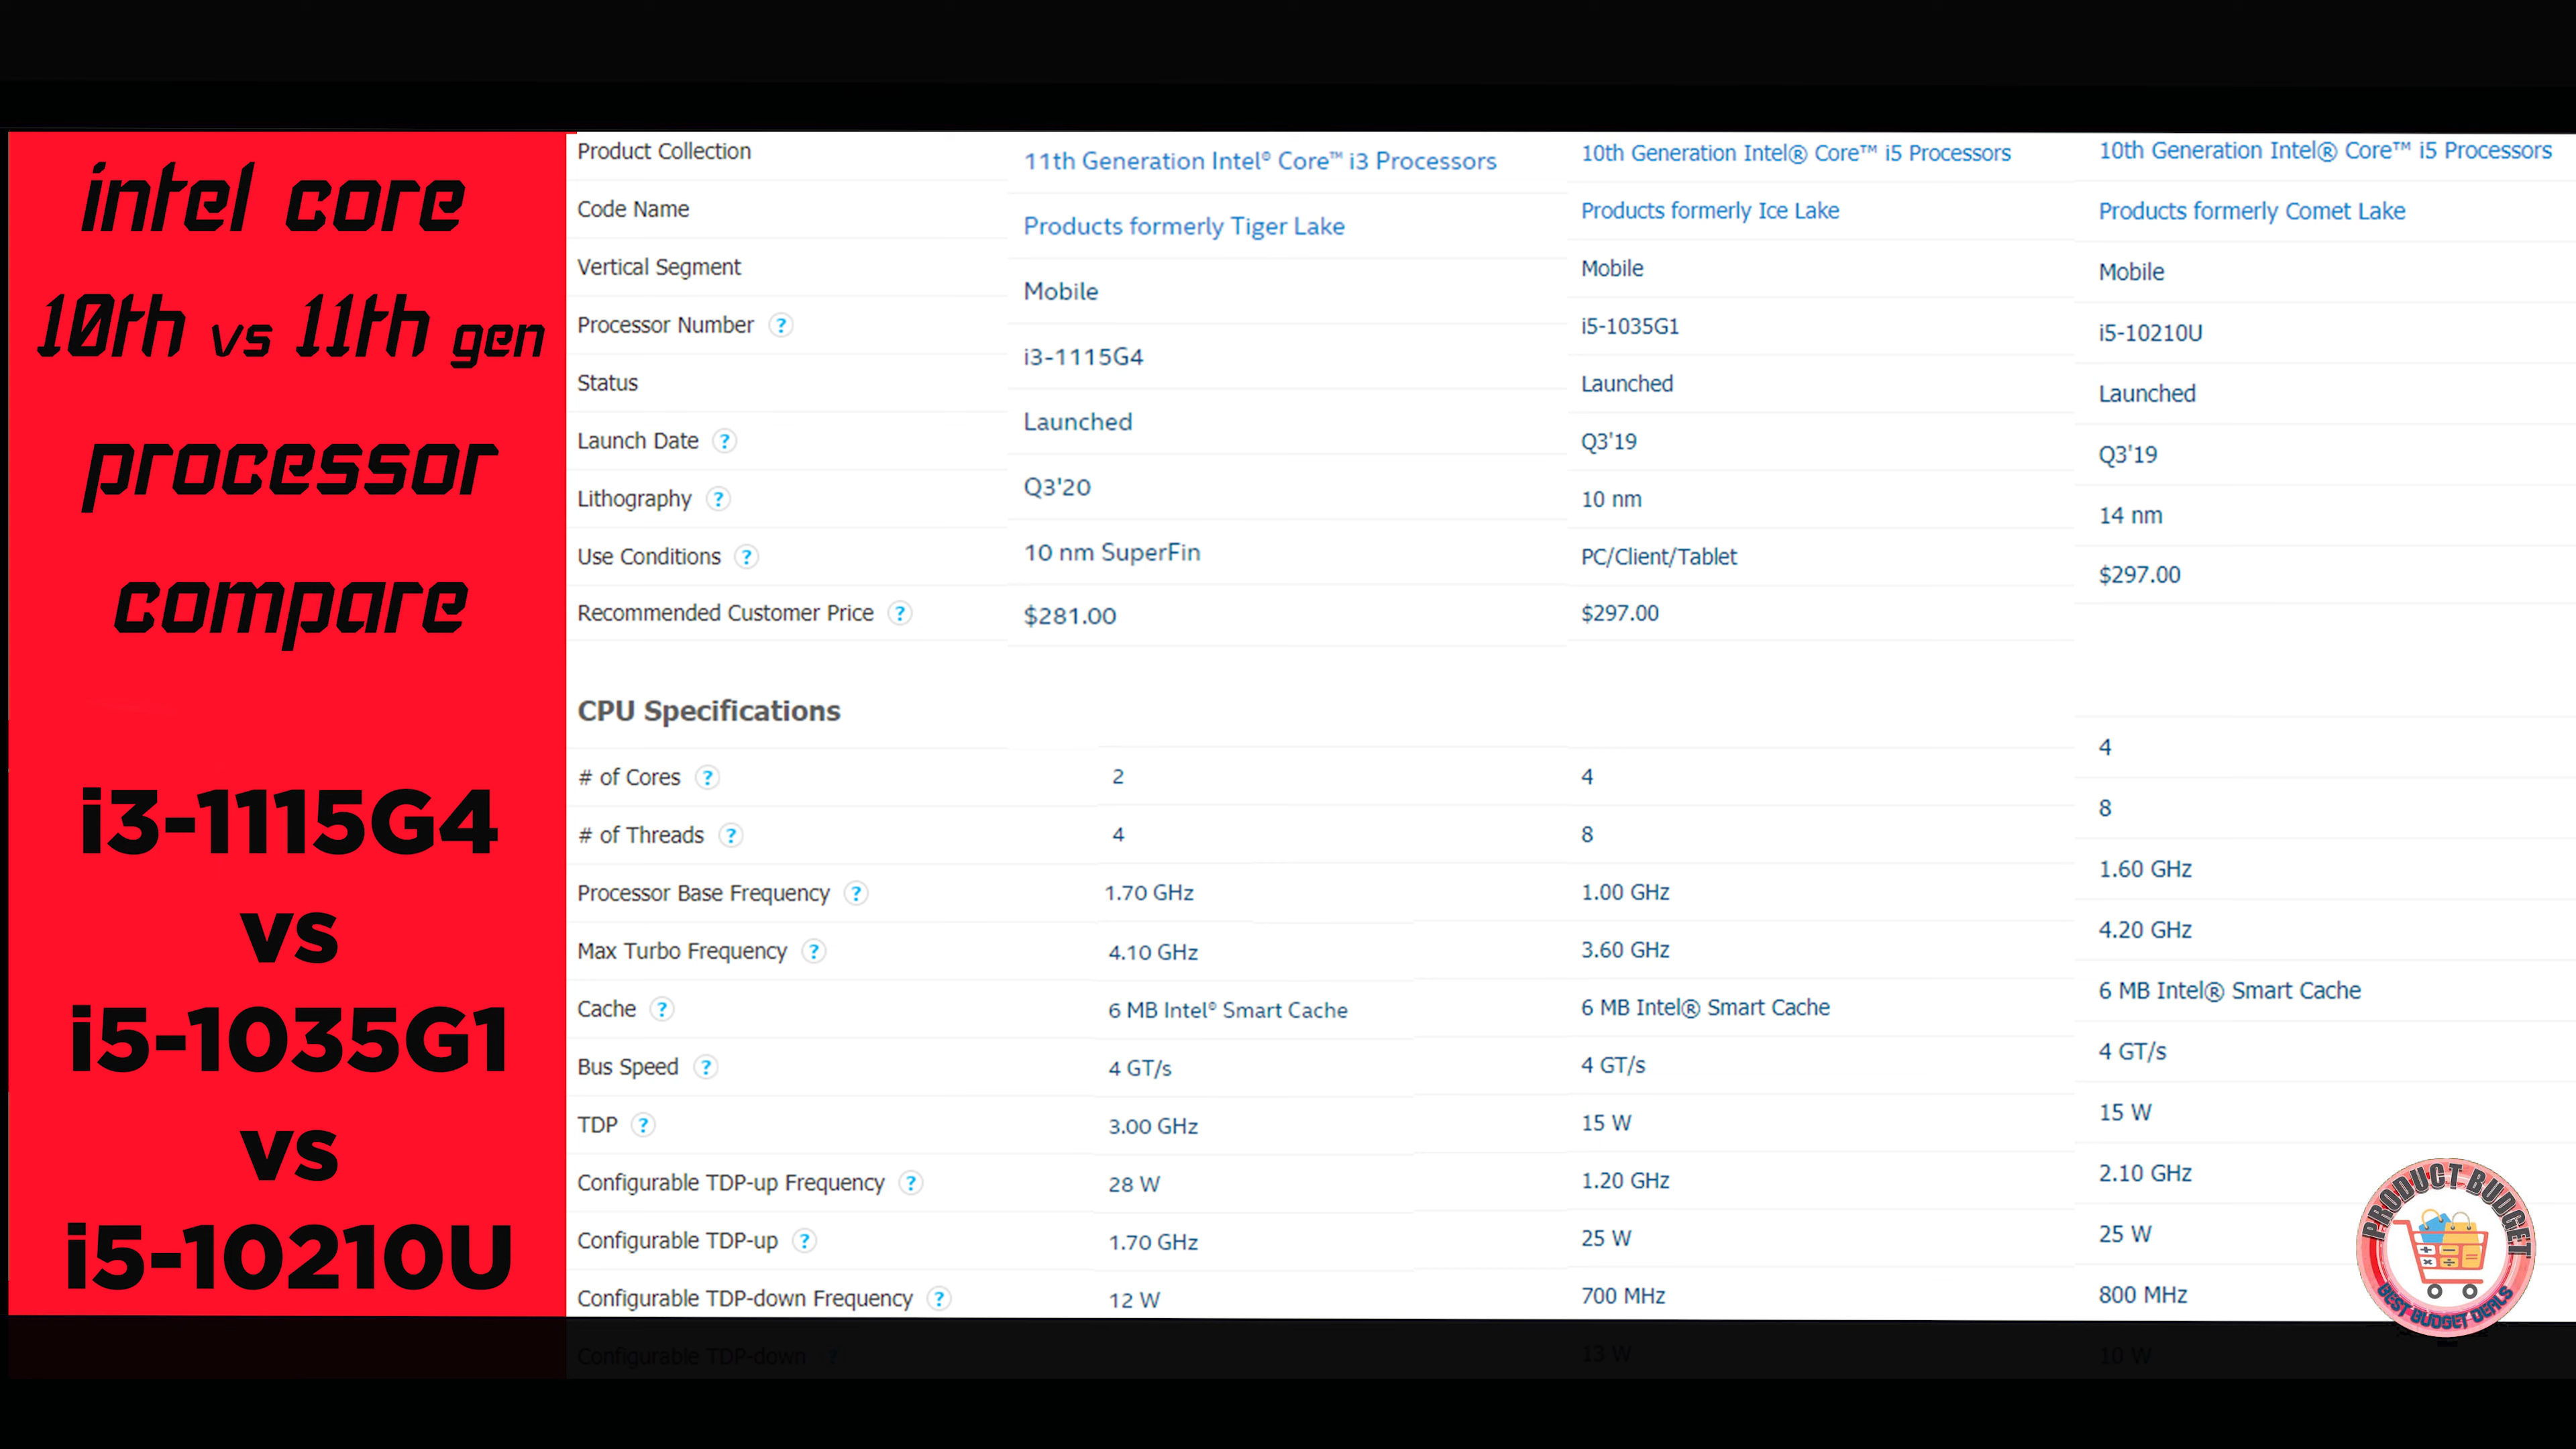 intel core
10th vs 11th gen
processor
compare
i3-1115G4
vs
i5-1035G1
vs
i5-10210U
Product Collection 11th Generation Intel® Core™ i3 Processors 10th Generation Intel® Core™ i5 Processors 10th Generation Intel® Core™ i5 Processors
Code Name Products formerly Tiger Lake Products formerly Ice Lake Products formerly Comet Lake
Vertical Segment Mobile Mobile Mobile
Processor Number ? i3-1115G4 i5-1035G1 i5-10210U
Status Launched Launched Launched
Launch Date ? Q3'20 Q3'19 Q3'19
Lithography ? 10 nm SuperFin 10 nm 14 nm
Use Conditions ? PC/Client/Tablet
Recommended Customer Price ? $281.00 $297.00 $297.00
CPU Specifications
# of Cores ? 2 4 4
# of Threads ? 4 8 8
Processor Base Frequency ? 1.70 GHz 1.00 GHz 1.60 GHz
Max Turbo Frequency ? 4.10 GHz 3.60 GHz 4.20 GHz
Cache ? 6 MB Intel® Smart Cache 6 MB Intel® Smart Cache 6 MB Intel® Smart Cache
Bus Speed ? 4 GT/s 4 GT/s 4 GT/s
TDP ? 3.00 GHz 15 W 15 W
Configurable TDP-up Frequency ? 28 W 1.20 GHz 2.10 GHz
Configurable TDP-up ? 1.70 GHz 25 W 25 W
Configurable TDP-down Frequency ? 12 W 700 MHz 800 MHz
Configurable TDP-down ? 13 W 10 W
PRODUCT BUDGET
BEST BUDGET DEALS